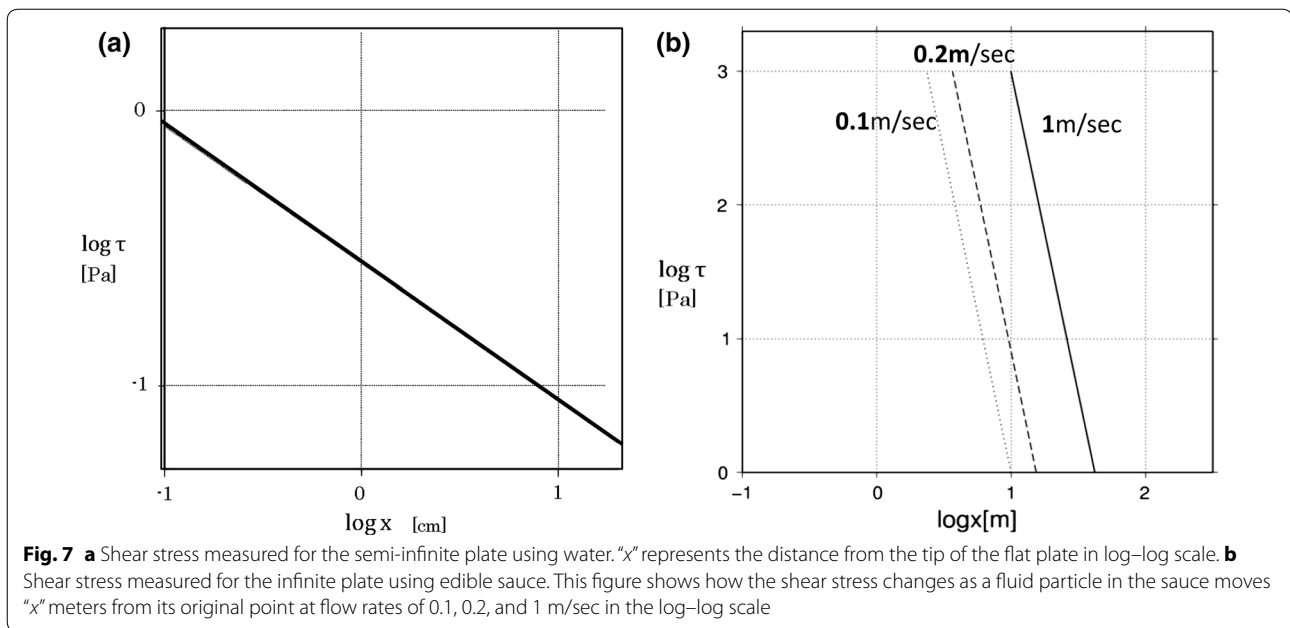 (a)
0
log τ
[Pa]
-1
-1 0 1
log x [cm]
(b)
0.2m/sec
3
0.1m/sec
1m/sec
2
log τ
[Pa]
1
0
-1 0 1 2
logx[m]
Fig. 7 a Shear stress measured for the semi-infinite plate using water. "x" represents the distance from the tip of the flat plate in log–log scale. b
Shear stress measured for the infinite plate using edible sauce. This figure shows how the shear stress changes as a fluid particle in the sauce moves
"x" meters from its original point at flow rates of 0.1, 0.2, and 1 m/sec in the log–log scale